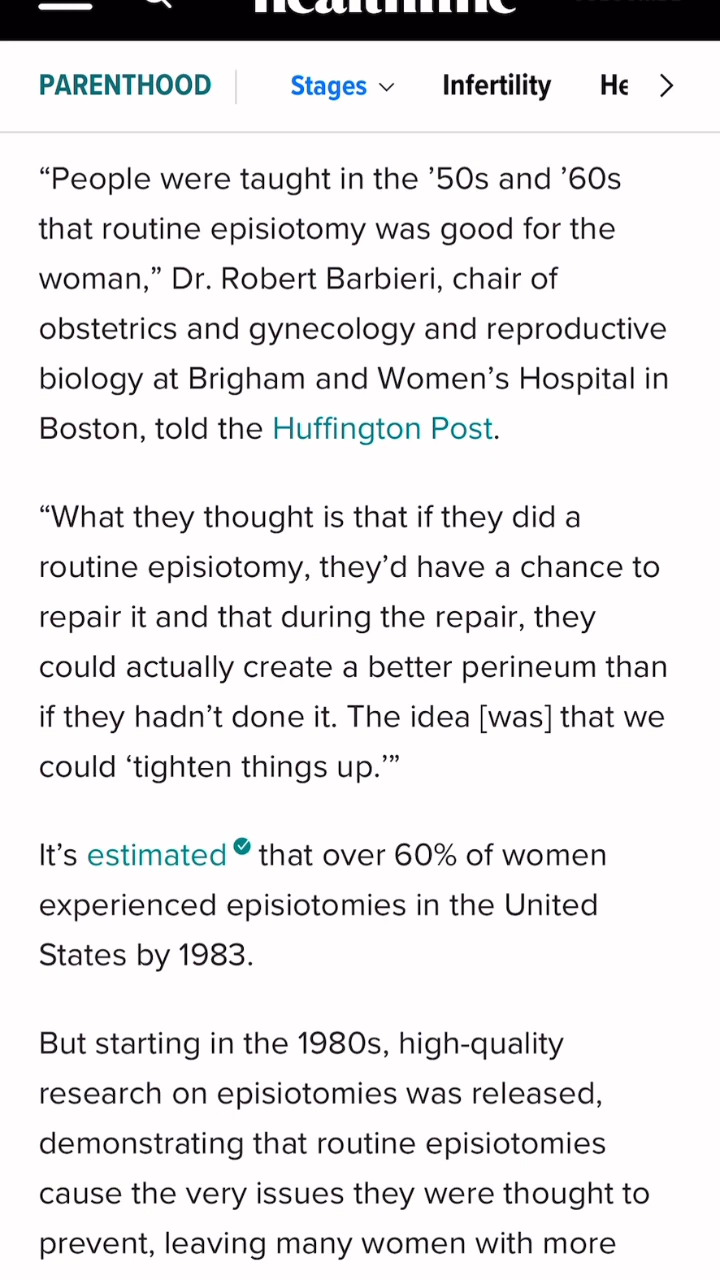 healthline
PARENTHOOD
Stages
Infertility
He
“People were taught in the ’50s and ’60s
that routine episiotomy was good for the
woman,” Dr. Robert Barbieri, chair of
obstetrics and gynecology and reproductive
biology at Brigham and Women’s Hospital in
Boston, told the Huffington Post.
“What they thought is that if they did a
routine episiotomy, they’d have a chance to
repair it and that during the repair, they
could actually create a better perineum than
if they hadn’t done it. The idea [was] that we
could ‘tighten things up.’”
It’s estimated that over 60% of women
experienced episiotomies in the United
States by 1983.
But starting in the 1980s, high-quality
research on episiotomies was released,
demonstrating that routine episiotomies
cause the very issues they were thought to
prevent, leaving many women with more